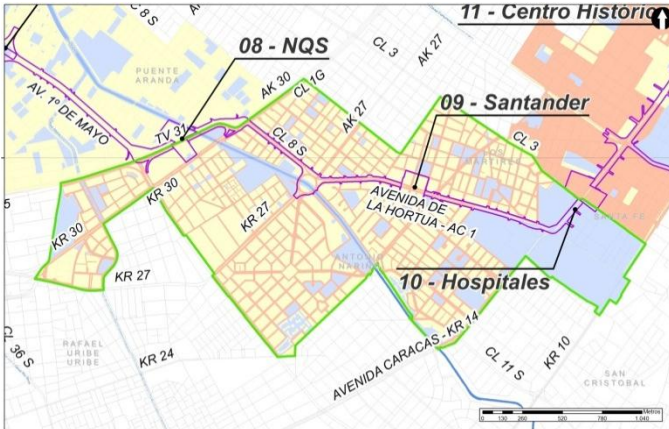 11 - Centro Históric
08 - NQS
CL 8 S
CL 3
AK 27
PUENTE
ARANDA
AK 30
CL 1G
AK 27
09 - Santander
CL 3
AV. 1º DE MAYO
TV 31
CL 8 S
LOS
MARTIRES
KR 30
KR 27
AVENIDA DE
LA HORTUA - AC 1
SANTA FE
KR 30
ANTONIO
NARIÑO
KR 27
10 - Hospitales
RAFAEL
URIBE
URIBE
KR 24
AVENIDA CARACAS - KR 14
CL 11 S
KR 10
36 S
SAN
CRISTOBAL
Metros
0 130 260 520 780 1.040